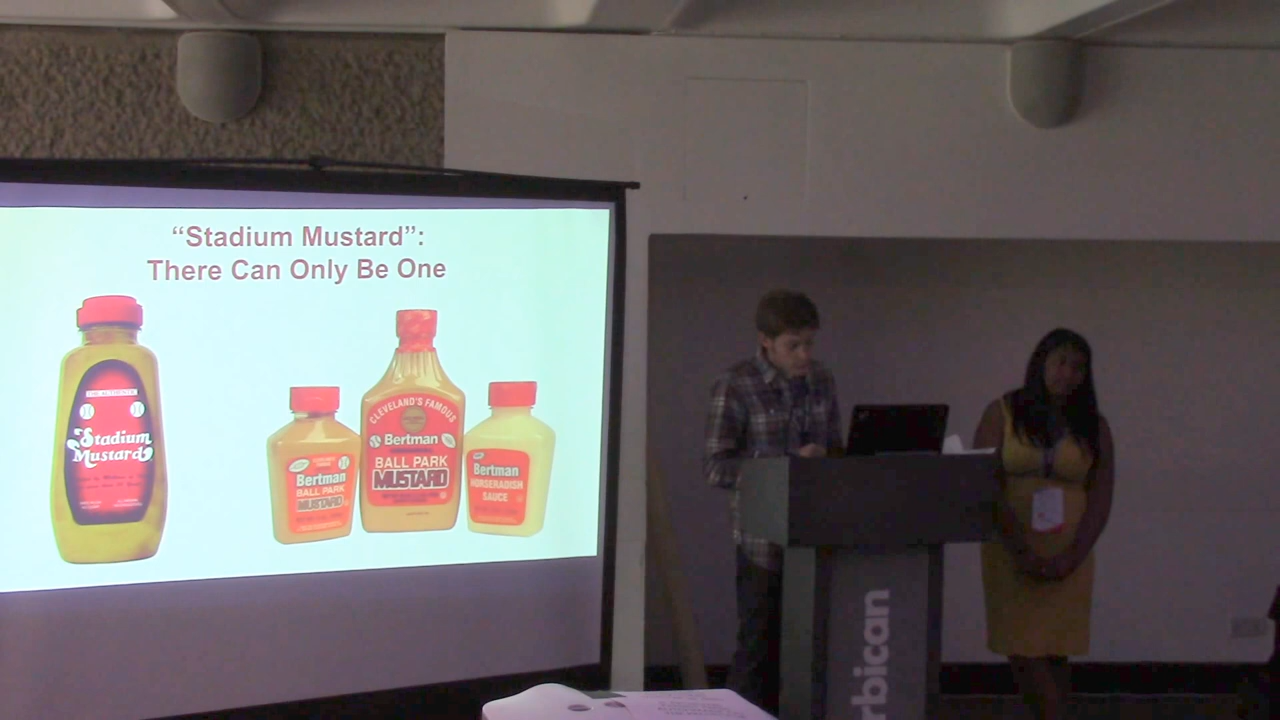 “Stadium Mustard”:
There Can Only Be One
Stadium
Mustard
Bertman
BALL PARK
MUSTARD
CLEVELAND'S FAMOUS
Bertman
BALL PARK
MUSTARD
Bertman
HORSERADISH
SAUCE
rbican